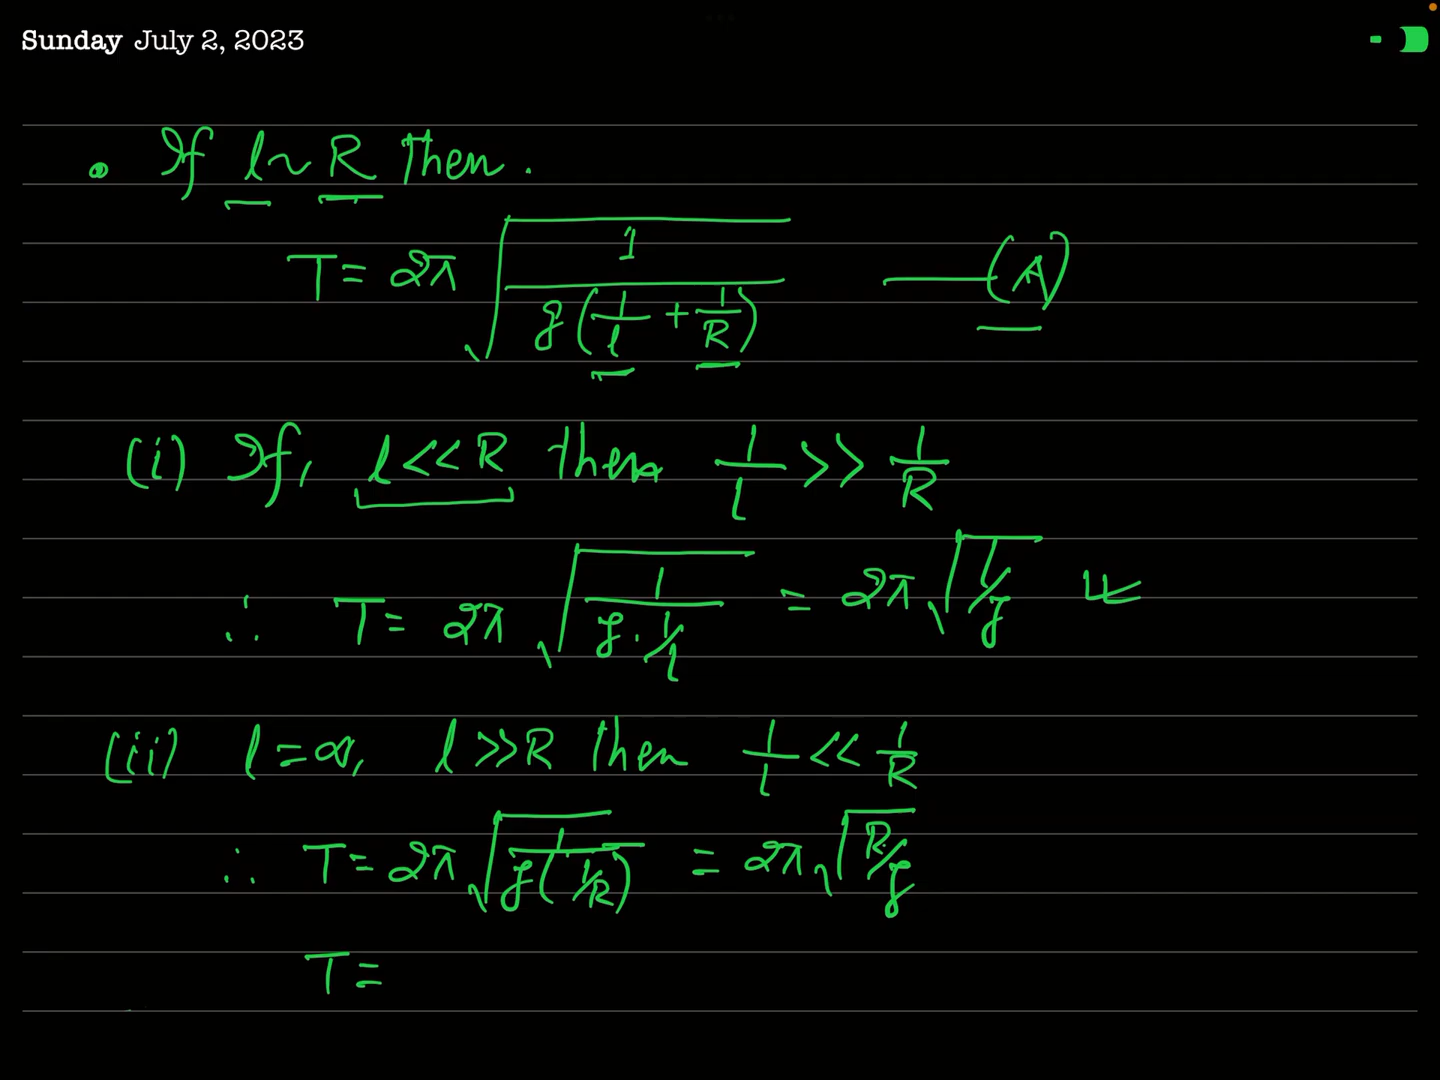 Sunday July 2, 2023
• If l ~ R then.
T = 2π √(1 / g(1/l + 1/R)) —(A)
(i) If, l << R then 1/l >> 1/R
∴ T = 2π √(1 / g · 1/l) = 2π √(l/g)
(ii) l = ∞, l >> R then 1/l << 1/R
∴ T = 2π √(1 / g(1/R)) = 2π √(R/g)
T =